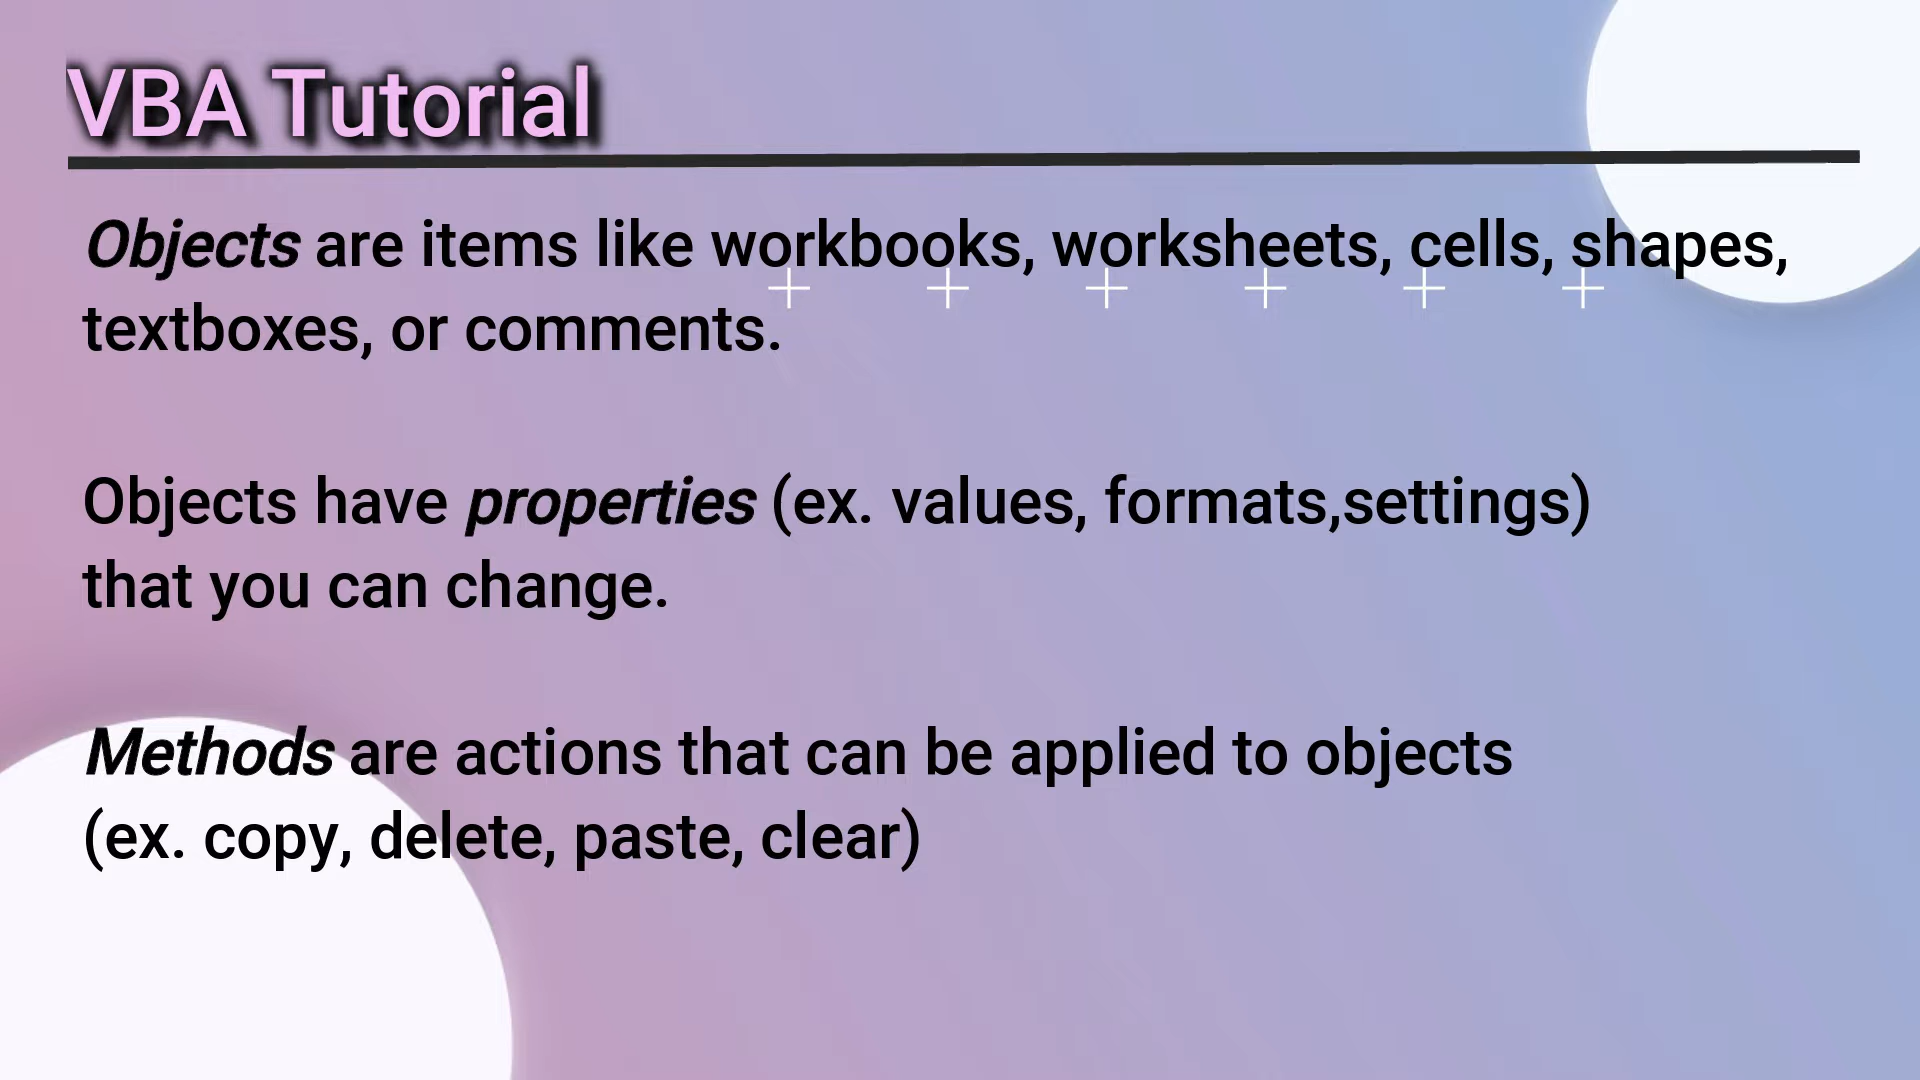 VBA Tutorial
Objects are items like workbooks, worksheets, cells, shapes,
textboxes, or comments.
Objects have properties (ex. values, formats,settings)
that you can change.
Methods are actions that can be applied to objects
(ex. copy, delete, paste, clear)